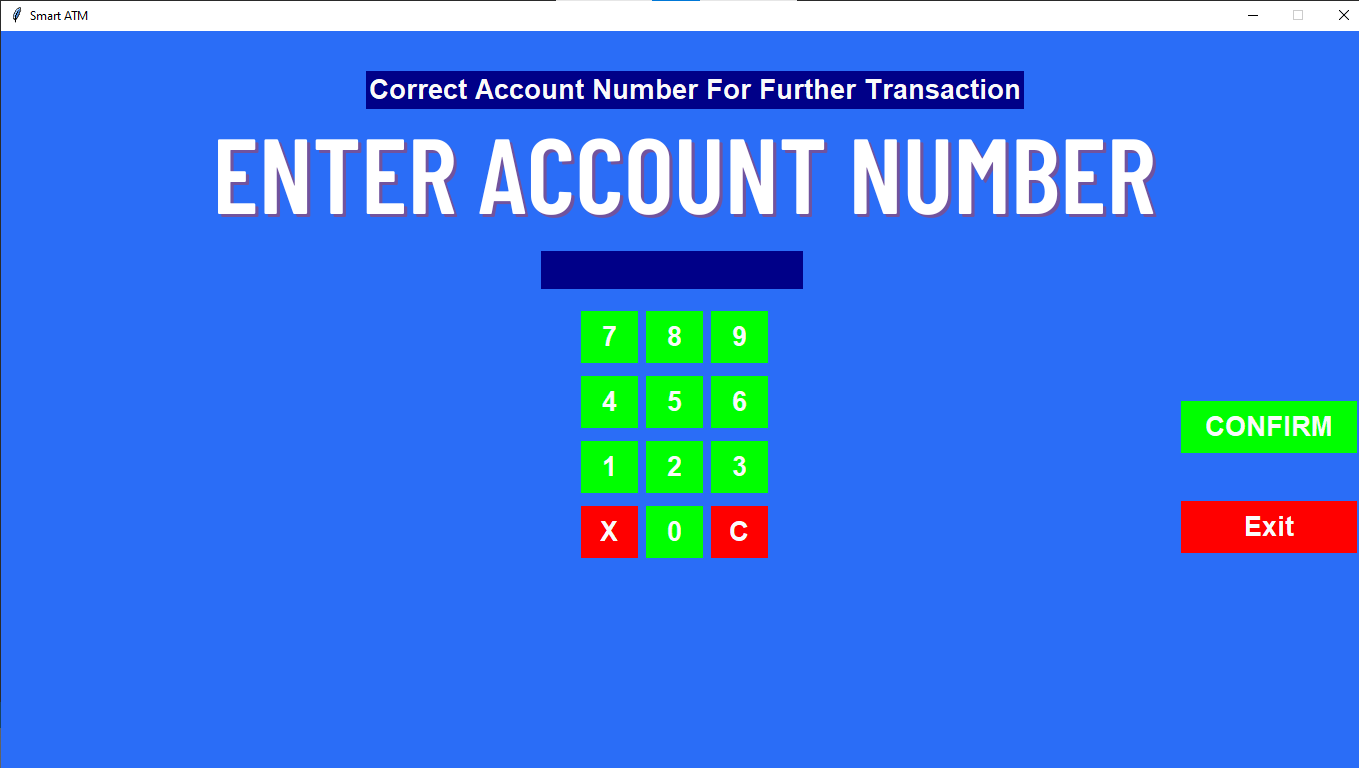 Smart ATM
Correct Account Number For Further Transaction
ENTER ACCOUNT NUMBER
7 8 9
4 5 6
CONFIRM
1 2 3
X 0 C
Exit